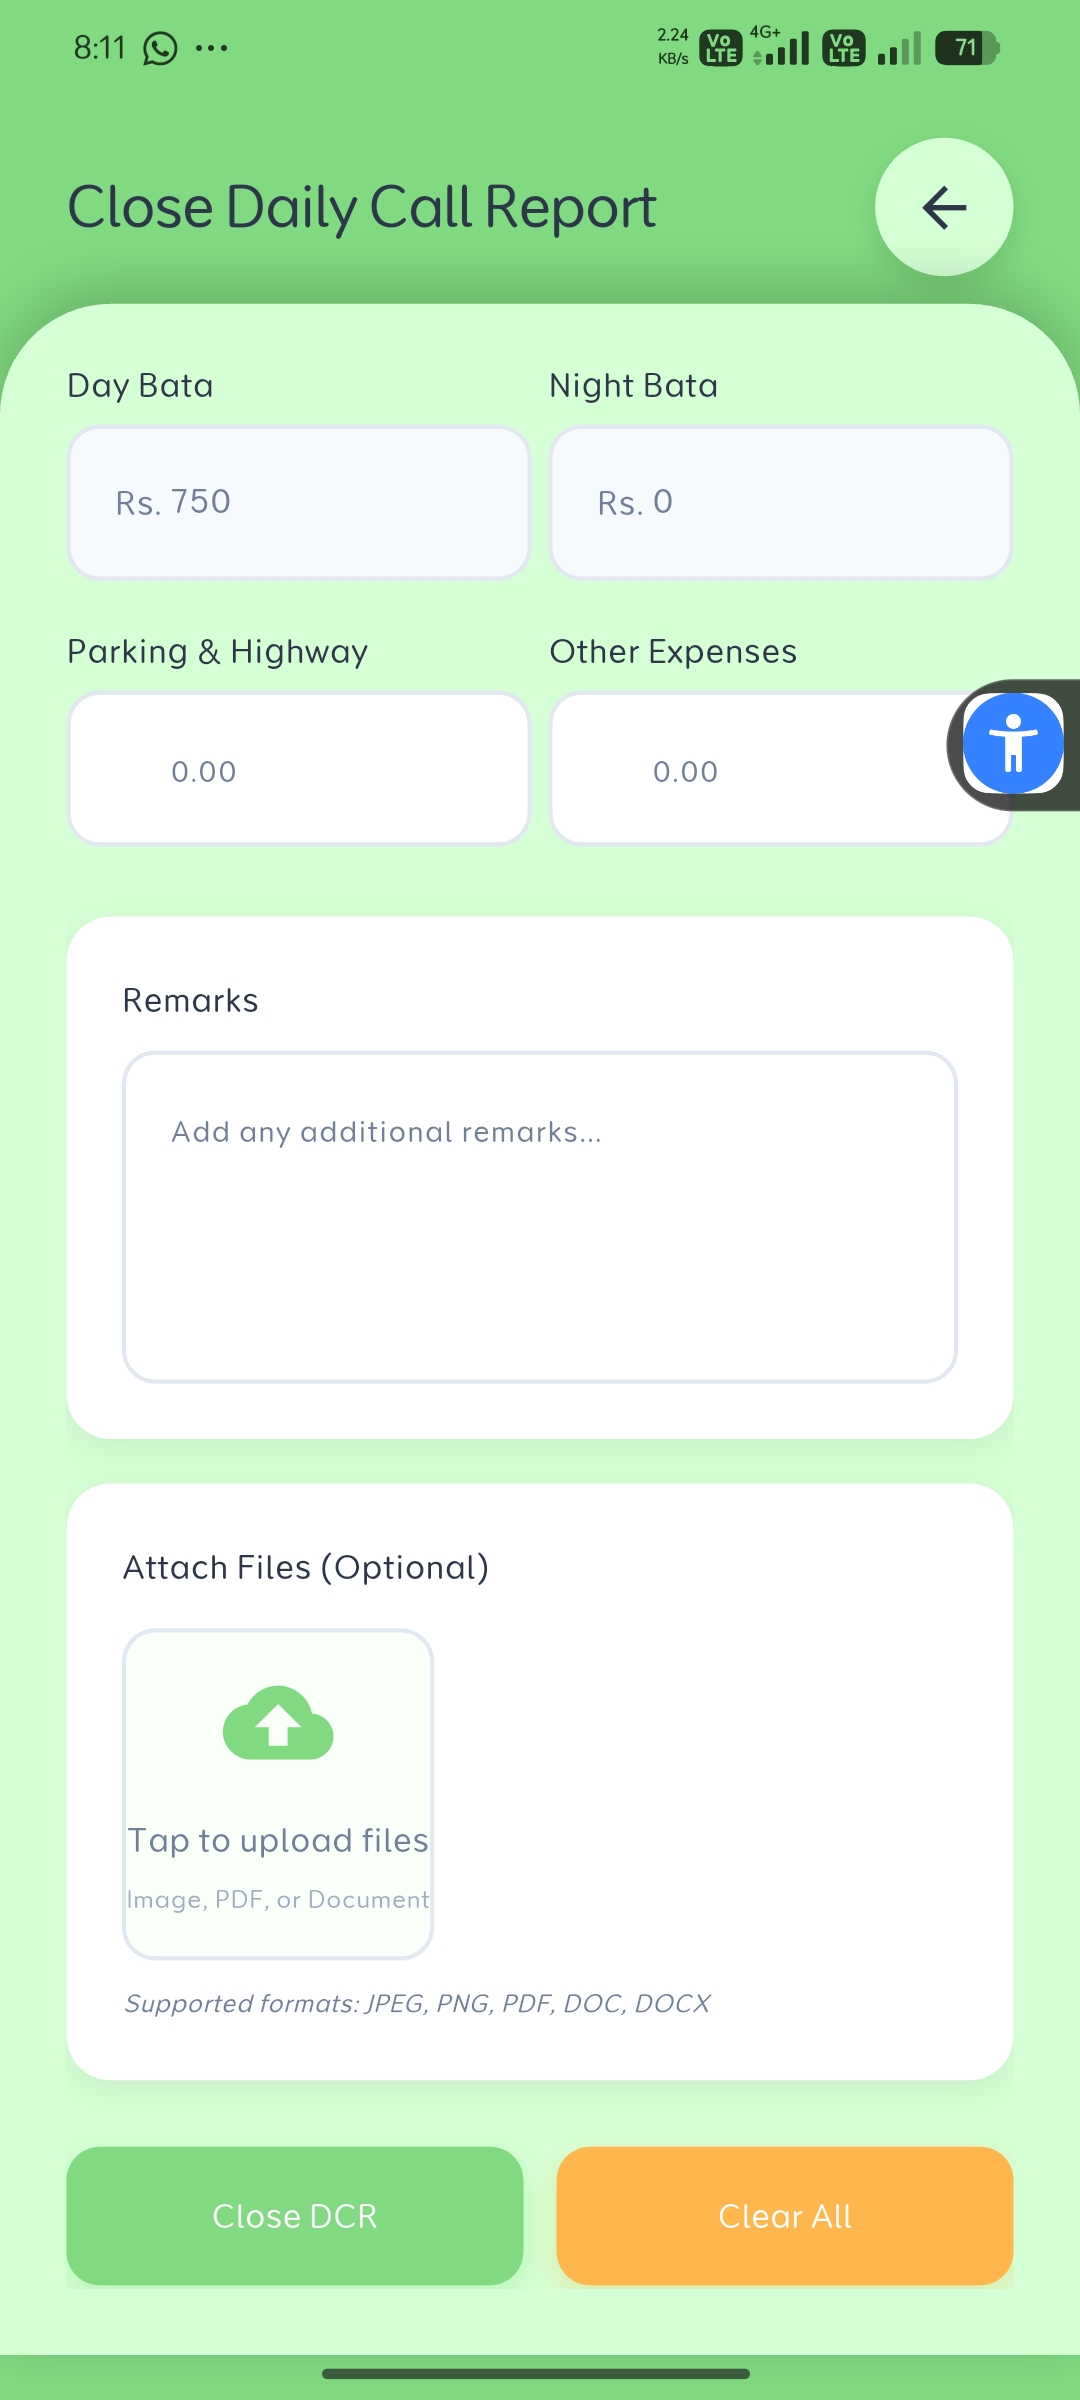 8:11
2.24 KB/s
Vo LTE
4G+
Vo LTE
71
Close Daily Call Report
Day Bata
Night Bata
Rs. 750
Rs. 0
Parking & Highway
Other Expenses
0.00
0.00
Remarks
Add any additional remarks...
Attach Files (Optional)
Tap to upload files
Image, PDF, or Document
Supported formats: JPEG, PNG, PDF, DOC, DOCX
Close DCR
Clear All